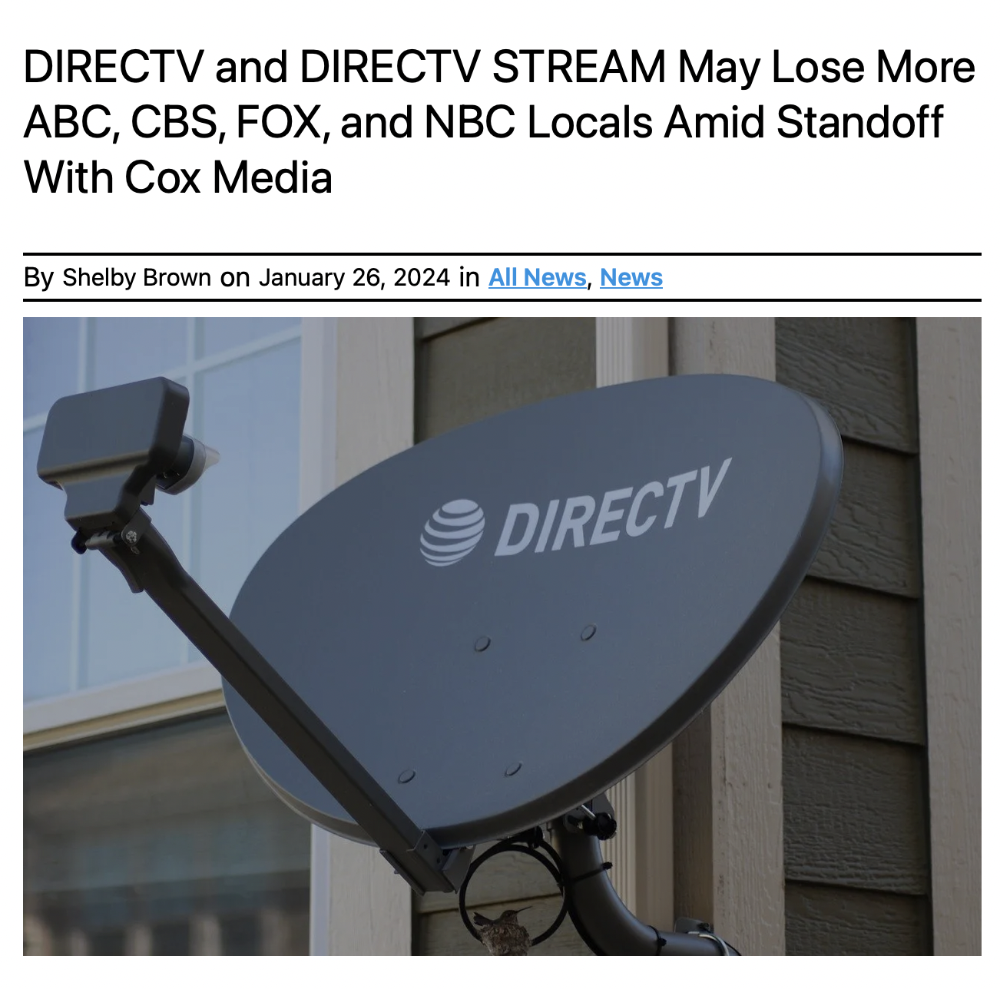 DIRECTV and DIRECTV STREAM May Lose More
ABC, CBS, FOX, and NBC Locals Amid Standoff
With Cox Media
By Shelby Brown on January 26, 2024 in All News, News
DIRECTV